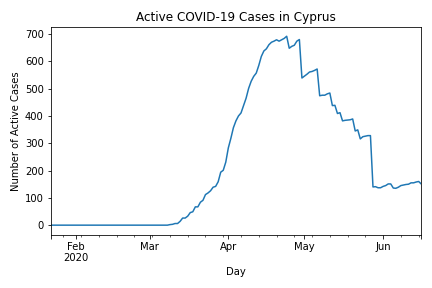 Active COVID-19 Cases in Cyprus
Number of Active Cases
700
600
500
400
300
200
100
0
Feb Mar Apr May Jun
2020
Day